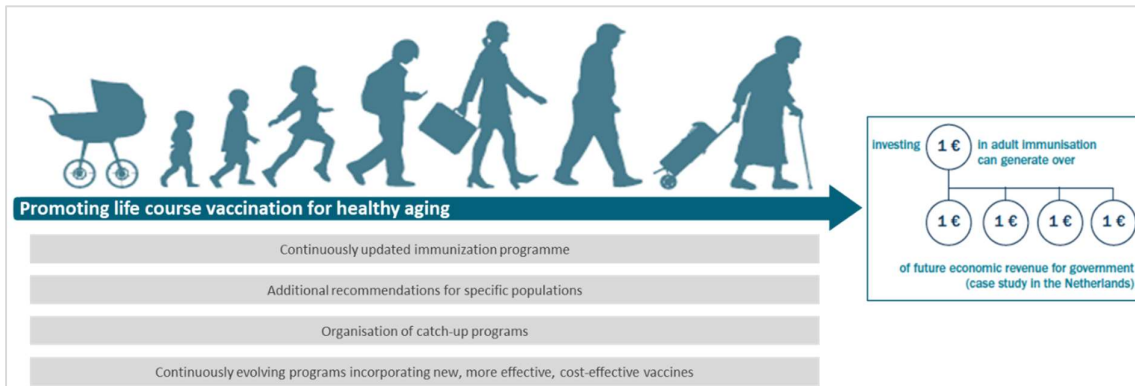 Promoting life course vaccination for healthy aging
Continuously updated immunization programme
Additional recommendations for specific populations
Organisation of catch-up programs
Continuously evolving programs incorporating new, more effective, cost-effective vaccines
investing 1 € in adult immunisation
can generate over
1 € 1 € 1 € 1 €
of future economic revenue for government
(case study in the Netherlands)